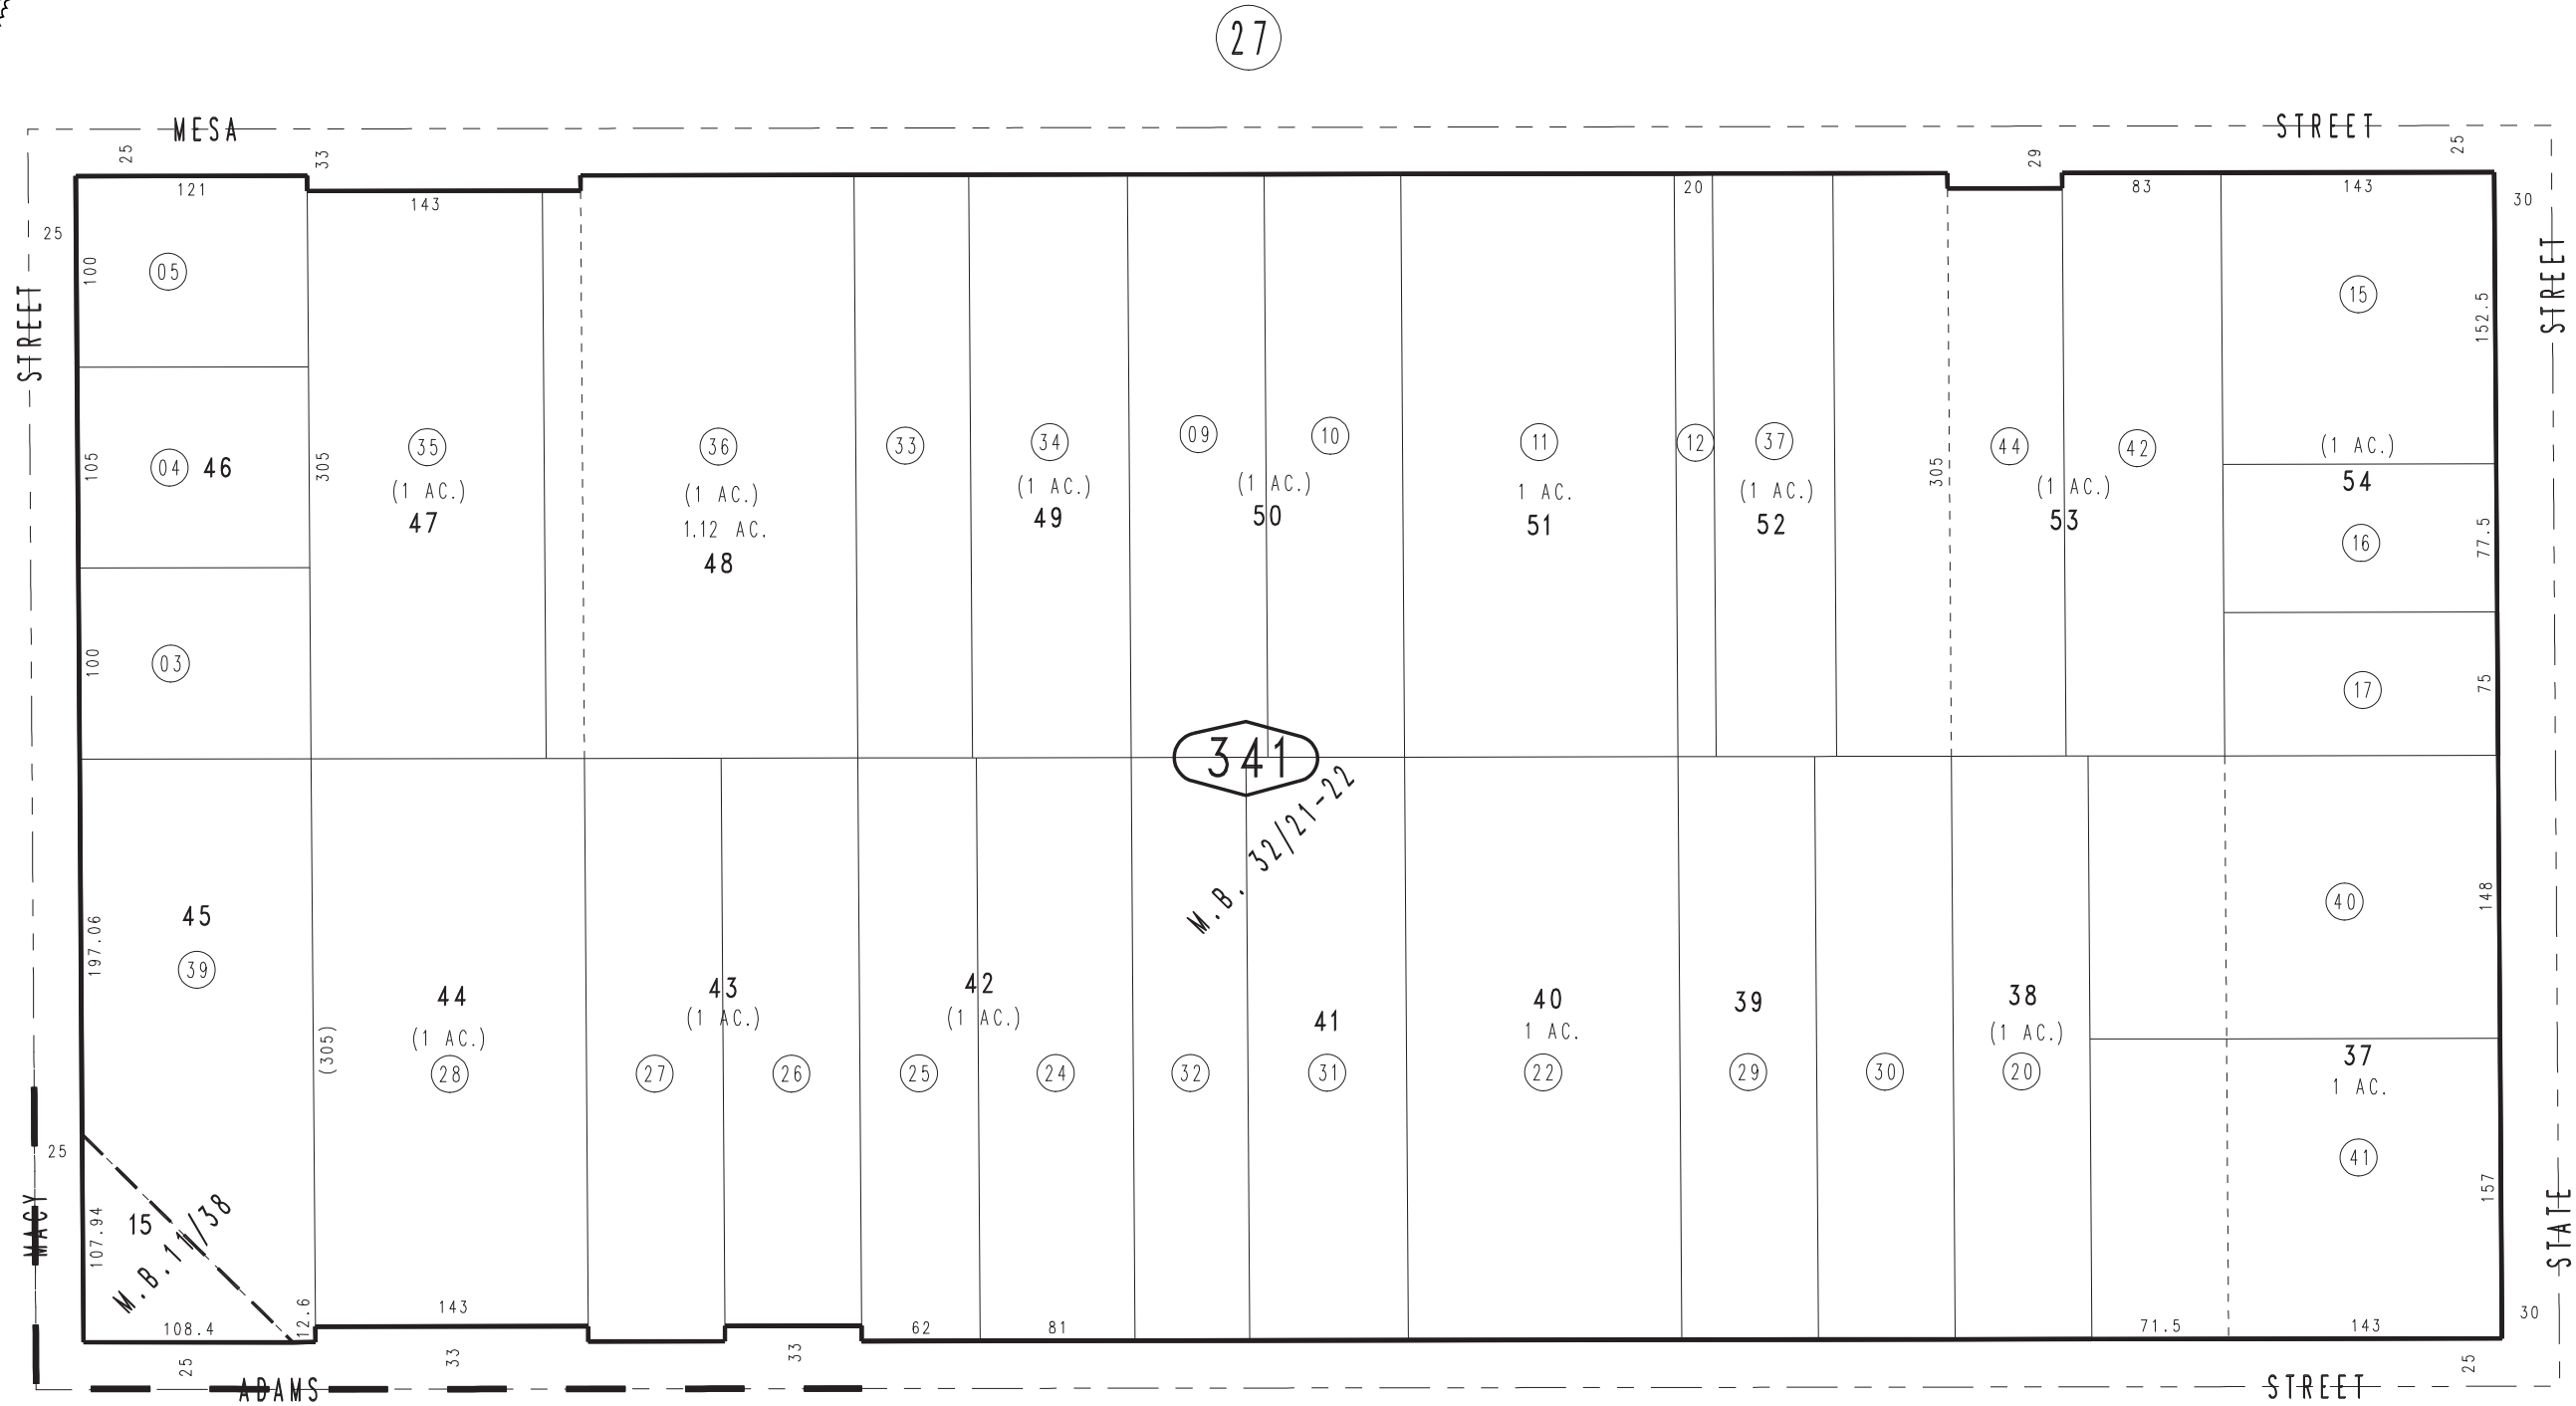 27
MESA STREET
25 33 29 25
121 143 20 83 143
25 30
STREET STREET
100 05 15 152.5
105 04 46 305
35 (1 AC.) 47
36 (1 AC.) 1.12 AC. 48
33
34 (1 AC.) 49
09 10 (1 AC.) 50
11 1 AC. 51
12
37 (1 AC.) 52
305 44 42 (1 AC.) 53
(1 AC.)
54
16 77.5
100 03
17 75
341
M.B. 32/21-22
197.06 45 39
44 (1 AC.) 28
(305)
43 (1 AC.) 27 26
42 (1 AC.) 25 24
32 41 31
40 1 AC. 22
39 29
30
38 (1 AC.) 20
40 148
37
1 AC.
41 157
25
MACY STATE
107.94 15
M.B. 11/38
108.4 12.6 143 62 81 71.5 143
30
25 33 33 25
ADAMS STREET